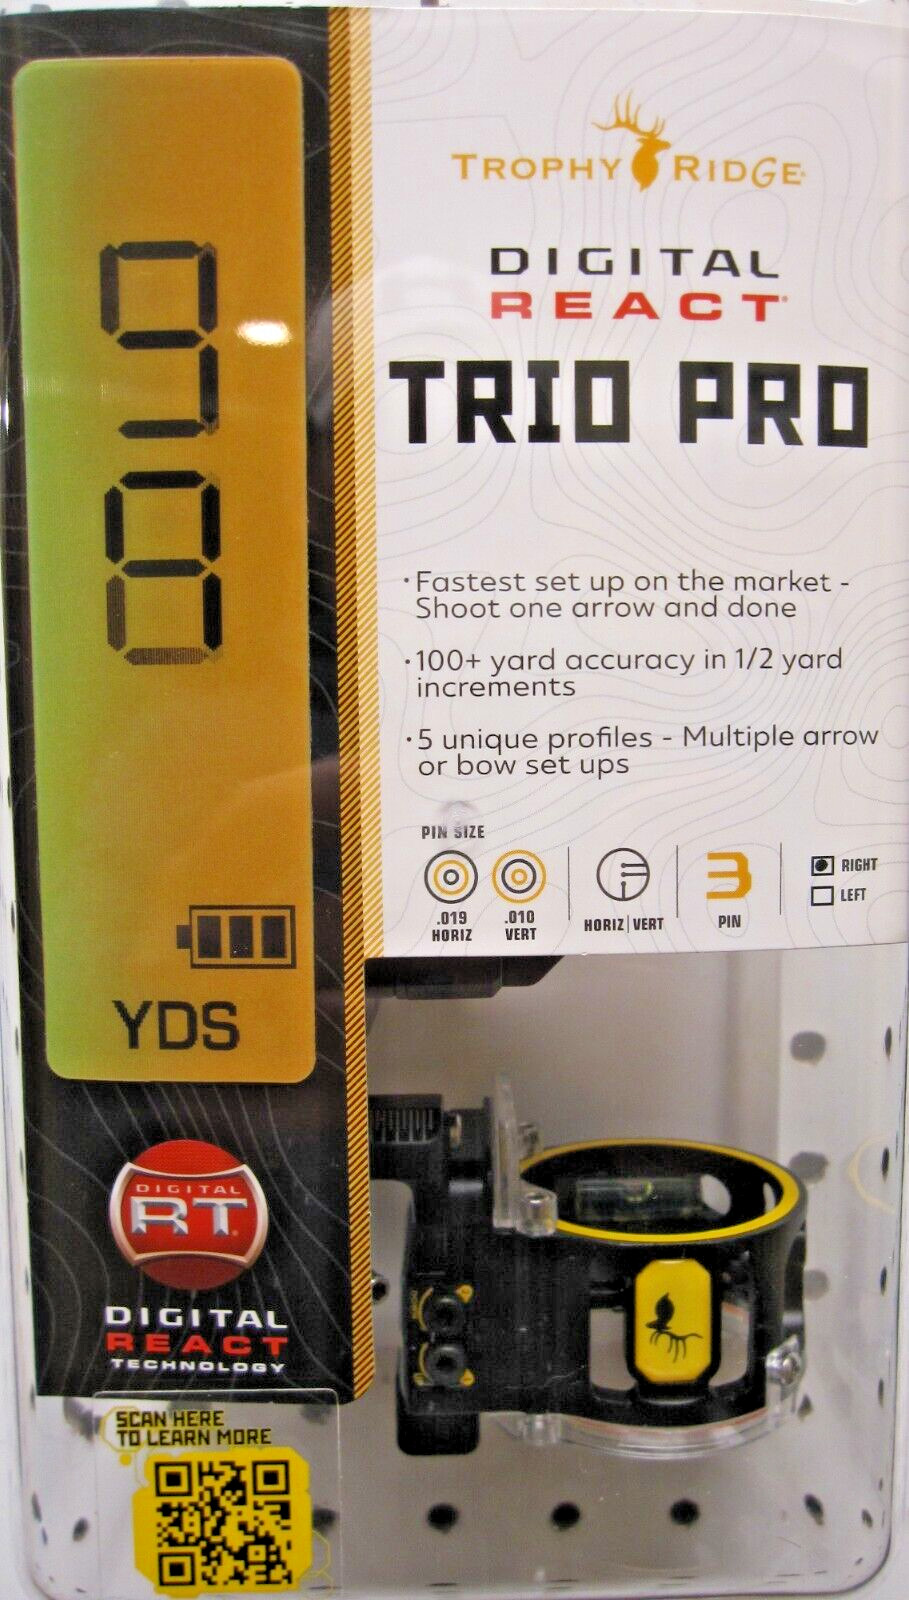 TROPHY RIDGE
DIGITAL
REACT
TRIO PRO
· Fastest set up on the market -
Shoot one arrow and done
· 100+ yard accuracy in 1/2 yard
increments
· 5 unique profiles - Multiple arrow
or bow set ups
PIN SIZE
.019
HORIZ
.010
VERT
HORIZ|VERT
3
PIN
RIGHT
LEFT
YDS
DIGITAL
RT
DIGITAL
REACT
TECHNOLOGY
SCAN HERE
TO LEARN MORE